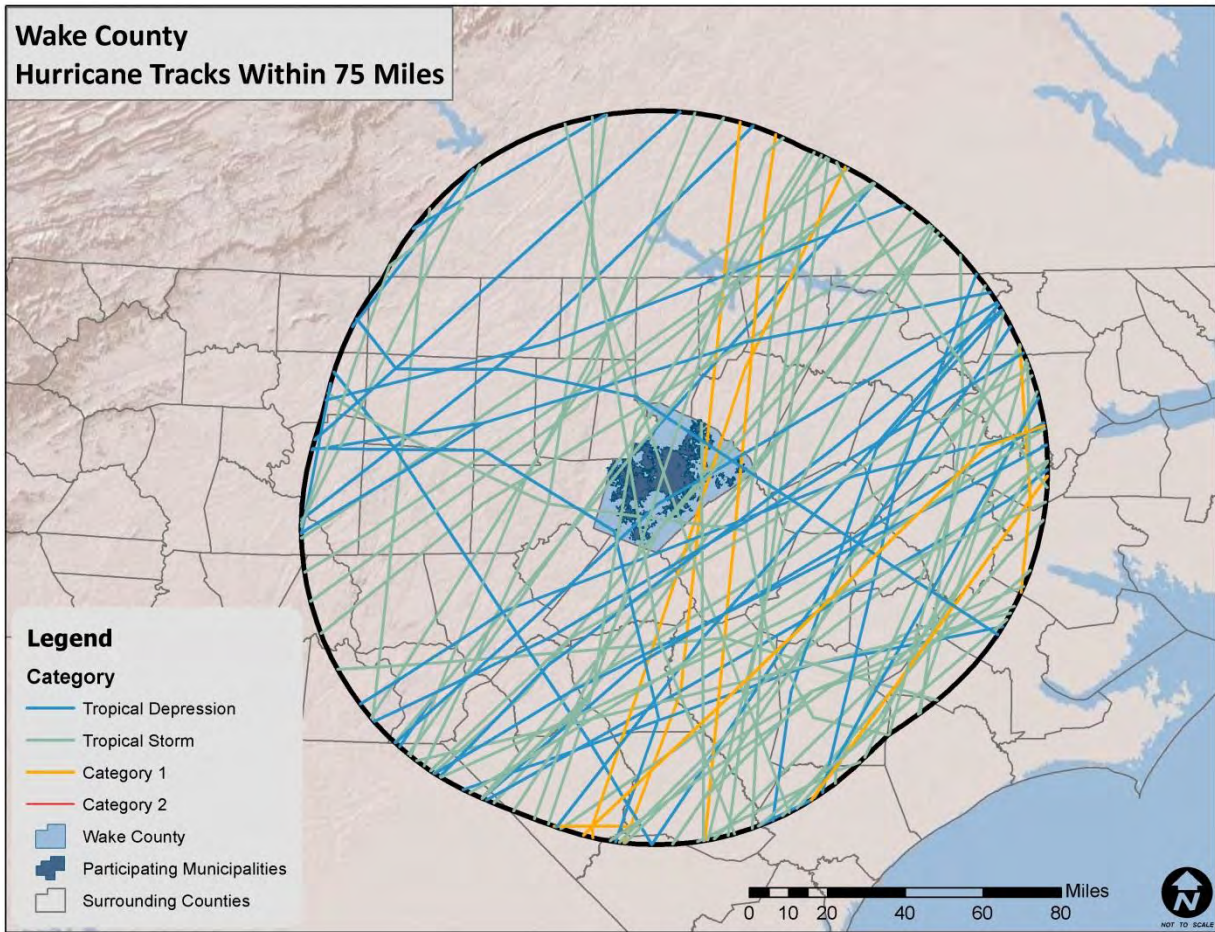 Wake County
Hurricane Tracks Within 75 Miles
Legend
Category
Tropical Depression
Tropical Storm
Category 1
Category 2
Wake County
Participating Municipalities
Surrounding Counties
Miles
0 10 20 40 60 80
N
NOT TO SCALE